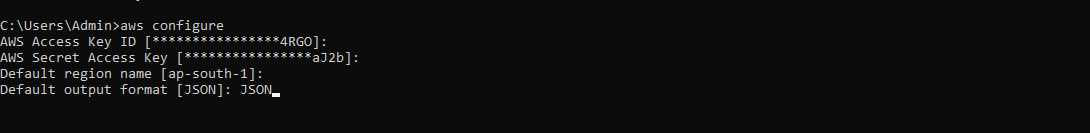 C:\Users\Admin>aws configure
AWS Access Key ID [****************4RGO]:
AWS Secret Access Key [****************aJ2b]:
Default region name [ap-south-1]:
Default output format [JSON]: JSON